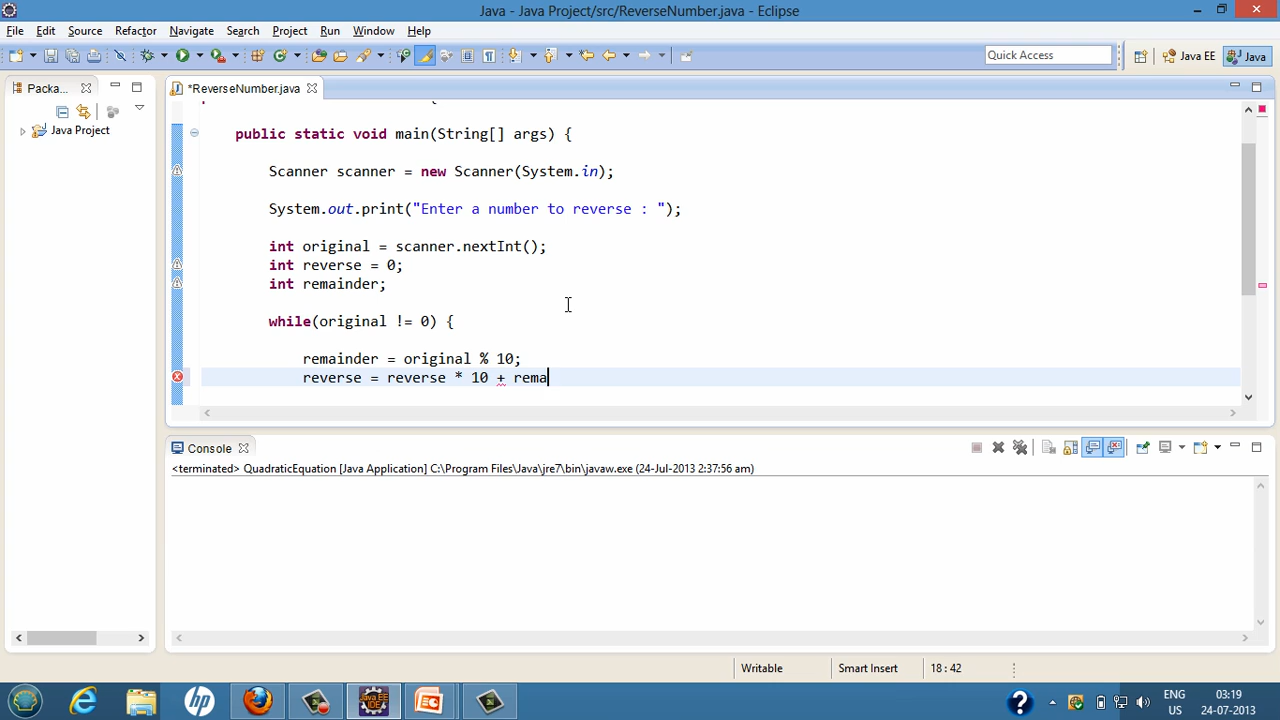 Java - Java Project/src/ReverseNumber.java - Eclipse
File Edit Source Refactor Navigate Search Project Run Window Help
Quick Access
Java EE
Java
Packa...
*ReverseNumber.java
Java Project
public static void main(String[] args) {
Scanner scanner = new Scanner(System.in);
System.out.print("Enter a number to reverse : ");
int original = scanner.nextInt();
int reverse = 0;
int remainder;
while(original != 0) {
remainder = original % 10;
reverse = reverse * 10 + rema
Console
<terminated> QuadraticEquation [Java Application] C:\Program Files\Java\jre7\bin\javaw.exe (24-Jul-2013 2:37:56 am)
Writable
Smart Insert
18 : 42
hp
Java EE
IDE
ENG
US
03:19
24-07-2013